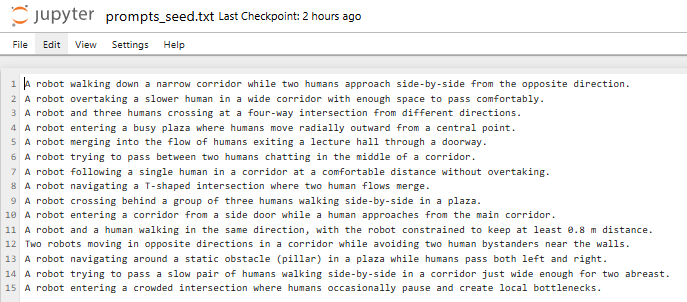 jupyter prompts_seed.txt Last Checkpoint: 2 hours ago
File Edit View Settings Help
1 A robot walking down a narrow corridor while two humans approach side-by-side from the opposite direction.
2 A robot overtaking a slower human in a wide corridor with enough space to pass comfortably.
3 A robot and three humans crossing at a four-way intersection from different directions.
4 A robot entering a busy plaza where humans move radially outward from a central point.
5 A robot merging into the flow of humans exiting a lecture hall through a doorway.
6 A robot trying to pass between two humans chatting in the middle of a corridor.
7 A robot following a single human in a corridor at a comfortable distance without overtaking.
8 A robot navigating a T-shaped intersection where two human flows merge.
9 A robot crossing behind a group of three humans walking side-by-side in a plaza.
10 A robot entering a corridor from a side door while a human approaches from the main corridor.
11 A robot and a human walking in the same direction, with the robot constrained to keep at least 0.8 m distance.
12 Two robots moving in opposite directions in a corridor while avoiding two human bystanders near the walls.
13 A robot navigating around a static obstacle (pillar) in a plaza while humans pass both left and right.
14 A robot trying to pass a slow pair of humans walking side-by-side in a corridor just wide enough for two abreast.
15 A robot entering a crowded intersection where humans occasionally pause and create local bottlenecks.